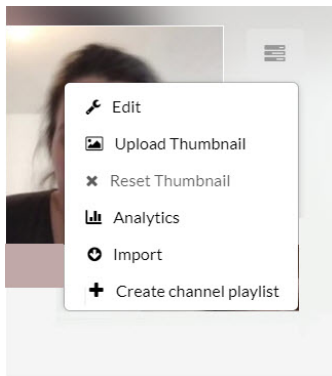 Edit
Upload Thumbnail
Reset Thumbnail
Analytics
Import
Create channel playlist